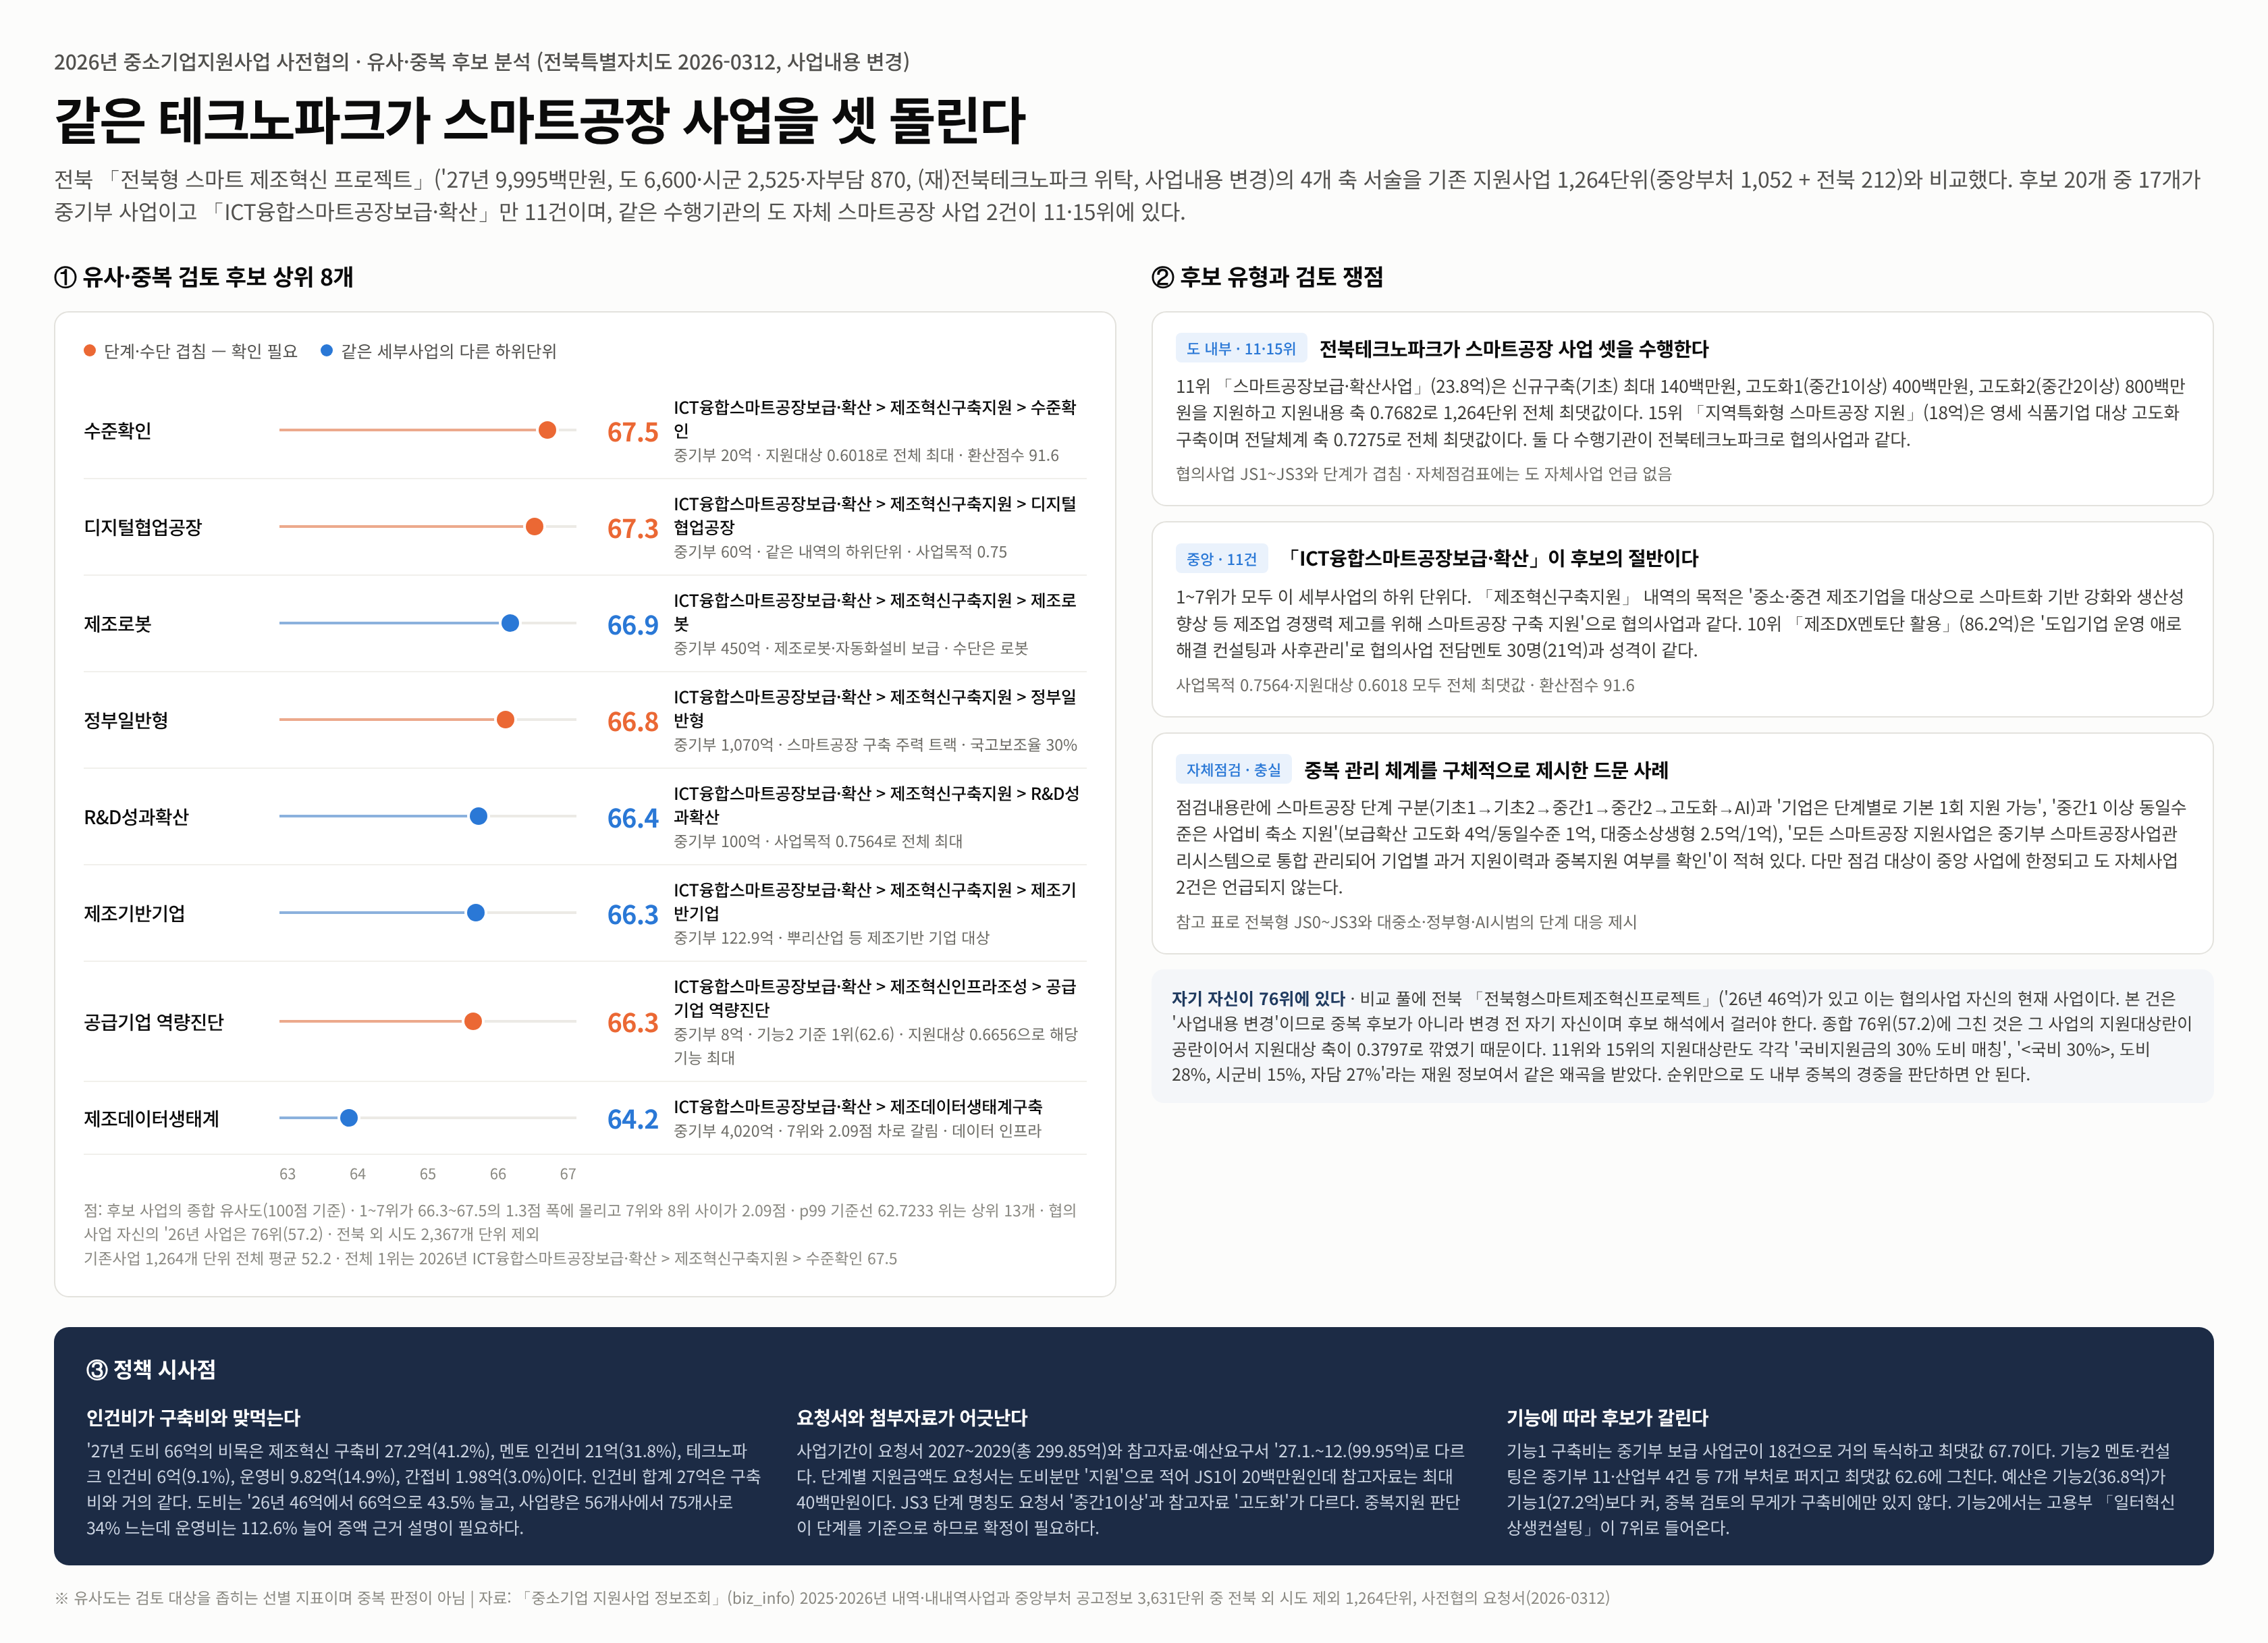 2026년 중소기업지원사업 사전협의 · 유사·중복 후보 분석 (전북특별자치도 2026-0312, 사업내용 변경)
같은 테크노파크가 스마트공장 사업을 셋 돌린다
전북 「전북형 스마트 제조혁신 프로젝트」('27년 9,995백만원, 도 6,600·시군 2,525·자부담 870, (재)전북테크노파크 위탁, 사업내용 변경)의 4개 축 서술을 기존 지원사업 1,264단위(중앙부처 1,052 + 전북 212)와 비교했다. 후보 20개 중 17개가
중기부 사업이고 「ICT융합스마트공장보급·확산」만 11건이며, 같은 수행기관의 도 자체 스마트공장 사업 2건이 11·15위에 있다.
① 유사·중복 검토 후보 상위 8개
단계·수단 겹침 — 확인 필요
같은 세부사업의 다른 하위단위
수준확인
67.5
ICT융합스마트공장보급·확산 > 제조혁신구축지원 > 수준확
인
중기부 20억 · 지원대상 0.6018로 전체 최대 · 환산점수 91.6
디지털협업공장
67.3
ICT융합스마트공장보급·확산 > 제조혁신구축지원 > 디지털
협업공장
중기부 60억 · 같은 내역의 하위단위 · 사업목적 0.75
제조로봇
66.9
ICT융합스마트공장보급·확산 > 제조혁신구축지원 > 제조로
봇
중기부 450억 · 제조로봇·자동화설비 보급 · 수단은 로봇
정부일반형
66.8
ICT융합스마트공장보급·확산 > 제조혁신구축지원 > 정부일
반형
중기부 1,070억 · 스마트공장 구축 주력 트랙 · 국고보조율 30%
R&D성과확산
66.4
ICT융합스마트공장보급·확산 > 제조혁신구축지원 > R&D성
과확산
중기부 100억 · 사업목적 0.7564로 전체 최대
제조기반기업
66.3
ICT융합스마트공장보급·확산 > 제조혁신구축지원 > 제조기
반기업
중기부 122.9억 · 뿌리산업 등 제조기반 기업 대상
공급기업 역량진단
66.3
ICT융합스마트공장보급·확산 > 제조혁신인프라조성 > 공급
기업 역량진단
중기부 8억 · 기능2 기준 1위(62.6) · 지원대상 0.6656으로 해당
기능 최대
제조데이터생태계
64.2
ICT융합스마트공장보급·확산 > 제조데이터생태계구축
중기부 4,020억 · 7위와 2.09점 차로 갈림 · 데이터 인프라
63 64 65 66 67
점: 후보 사업의 종합 유사도(100점 기준) · 1~7위가 66.3~67.5의 1.3점 폭에 몰리고 7위와 8위 사이가 2.09점 · p99 기준선 62.7233 위는 상위 13개 · 협의
사업 자신의 '26년 사업은 76위(57.2) · 전북 외 시도 2,367개 단위 제외
기존사업 1,264개 단위 전체 평균 52.2 · 전체 1위는 2026년 ICT융합스마트공장보급·확산 > 제조혁신구축지원 > 수준확인 67.5
② 후보 유형과 검토 쟁점
도 내부 · 11·15위 전북테크노파크가 스마트공장 사업 셋을 수행한다
11위 「스마트공장보급·확산사업」(23.8억)은 신규구축(기초) 최대 140백만원, 고도화1(중간1이상) 400백만원, 고도화2(중간2이상) 800백만
원을 지원하고 지원내용 축 0.7682로 1,264단위 전체 최댓값이다. 15위 「지역특화형 스마트공장 지원」(18억)은 영세 식품기업 대상 고도화
구축이며 전달체계 축 0.7275로 전체 최댓값이다. 둘 다 수행기관이 전북테크노파크로 협의사업과 같다.
협의사업 JS1~JS3와 단계가 겹침 · 자체점검표에는 도 자체사업 언급 없음
중앙 · 11건 「ICT융합스마트공장보급·확산」이 후보의 절반이다
1~7위가 모두 이 세부사업의 하위 단위다. 「제조혁신구축지원」 내역의 목적은 '중소·중견 제조기업을 대상으로 스마트화 기반 강화와 생산성
향상 등 제조업 경쟁력 제고를 위해 스마트공장 구축 지원'으로 협의사업과 같다. 10위 「제조DX멘토단 활용」(86.2억)은 '도입기업 운영 애로
해결 컨설팅과 사후관리'로 협의사업 전담멘토 30명(21억)과 성격이 같다.
사업목적 0.7564·지원대상 0.6018 모두 전체 최댓값 · 환산점수 91.6
자체점검 · 충실 중복 관리 체계를 구체적으로 제시한 드문 사례
점검내용란에 스마트공장 단계 구분(기초1→기초2→중간1→중간2→고도화→AI)과 '기업은 단계별로 기본 1회 지원 가능', '중간1 이상 동일수
준은 사업비 축소 지원'(보급확산 고도화 4억/동일수준 1억, 대중소상생형 2.5억/1억), '모든 스마트공장 지원사업은 중기부 스마트공장사업관
리시스템으로 통합 관리되어 기업별 과거 지원이력과 중복지원 여부를 확인'이 적혀 있다. 다만 점검 대상이 중앙 사업에 한정되고 도 자체사업
2건은 언급되지 않는다.
참고 표로 전북형 JS0~JS3와 대중소·정부형·AI시범의 단계 대응 제시
자기 자신이 76위에 있다 · 비교 풀에 전북 「전북형스마트제조혁신프로젝트」('26년 46억)가 있고 이는 협의사업 자신의 현재 사업이다. 본 건은
'사업내용 변경'이므로 중복 후보가 아니라 변경 전 자기 자신이며 후보 해석에서 걸러야 한다. 종합 76위(57.2)에 그친 것은 그 사업의 지원대상란이
공란이어서 지원대상 축이 0.3797로 깎였기 때문이다. 11위와 15위의 지원대상란도 각각 '국비지원금의 30% 도비 매칭', '<국비 30%>, 도비
28%, 시군비 15%, 자담 27%'라는 재원 정보여서 같은 왜곡을 받았다. 순위만으로 도 내부 중복의 경중을 판단하면 안 된다.
③ 정책 시사점
인건비가 구축비와 맞먹는다
'27년 도비 66억의 비목은 제조혁신 구축비 27.2억(41.2%), 멘토 인건비 21억(31.8%), 테크노파
크 인건비 6억(9.1%), 운영비 9.82억(14.9%), 간접비 1.98억(3.0%)이다. 인건비 합계 27억은 구축
비와 거의 같다. 도비는 '26년 46억에서 66억으로 43.5% 늘고, 사업량은 56개사에서 75개사로
34% 느는데 운영비는 112.6% 늘어 증액 근거 설명이 필요하다.
요청서와 첨부자료가 어긋난다
사업기간이 요청서 2027~2029(총 299.85억)와 참고자료·예산요구서 '27.1.~12.(99.95억)로 다르
다. 단계별 지원금액도 요청서는 도비분만 '지원'으로 적어 JS1이 20백만원인데 참고자료는 최대
40백만원이다. JS3 단계 명칭도 요청서 '중간1이상'과 참고자료 '고도화'가 다르다. 중복지원 판단
이 단계를 기준으로 하므로 확정이 필요하다.
기능에 따라 후보가 갈린다
기능1 구축비는 중기부 보급 사업군이 18건으로 거의 독식하고 최댓값 67.7이다. 기능2 멘토·컨설
팅은 중기부 11·산업부 4건 등 7개 부처로 퍼지고 최댓값 62.6에 그친다. 예산은 기능2(36.8억)가
기능1(27.2억)보다 커, 중복 검토의 무게가 구축비에만 있지 않다. 기능2에서는 고용부 「일터혁신
상생컨설팅」이 7위로 들어온다.
※ 유사도는 검토 대상을 좁히는 선별 지표이며 중복 판정이 아님 | 자료: 「중소기업 지원사업 정보조회」(biz_info) 2025·2026년 내역·내내역사업과 중앙부처 공고정보 3,631단위 중 전북 외 시도 제외 1,264단위, 사전협의 요청서(2026-0312)